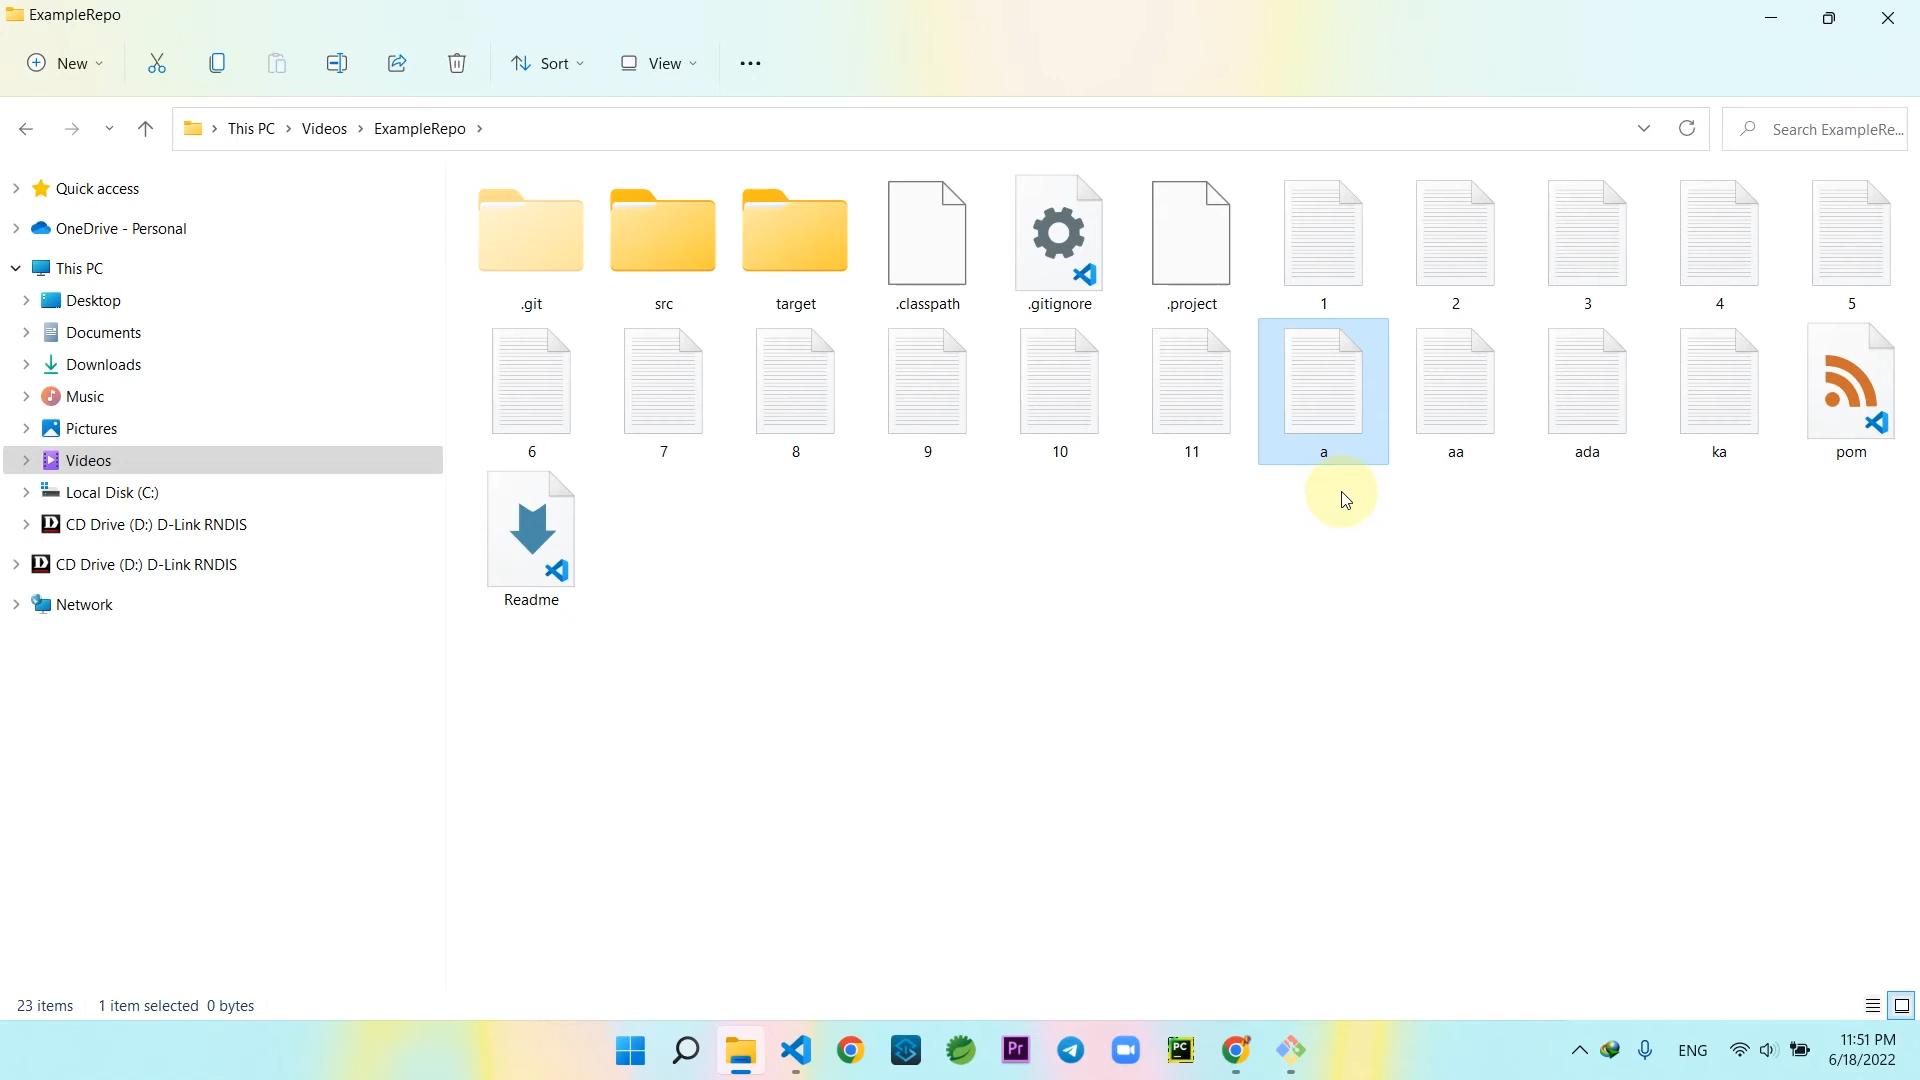 ExampleRepo
New
Sort
View
This PC
Videos
ExampleRepo
Search ExampleRe...
Quick access
OneDrive - Personal
This PC
Desktop
Documents
Downloads
Music
Pictures
Videos
Local Disk (C:)
CD Drive (D:) D-Link RNDIS
CD Drive (D:) D-Link RNDIS
Network
.git
src
target
.classpath
.gitignore
.project
1
2
3
4
5
6
7
8
9
10
11
a
aa
ada
ka
pom
Readme
23 items
1 item selected 0 bytes
Pr
PC
ENG
11:51 PM
6/18/2022